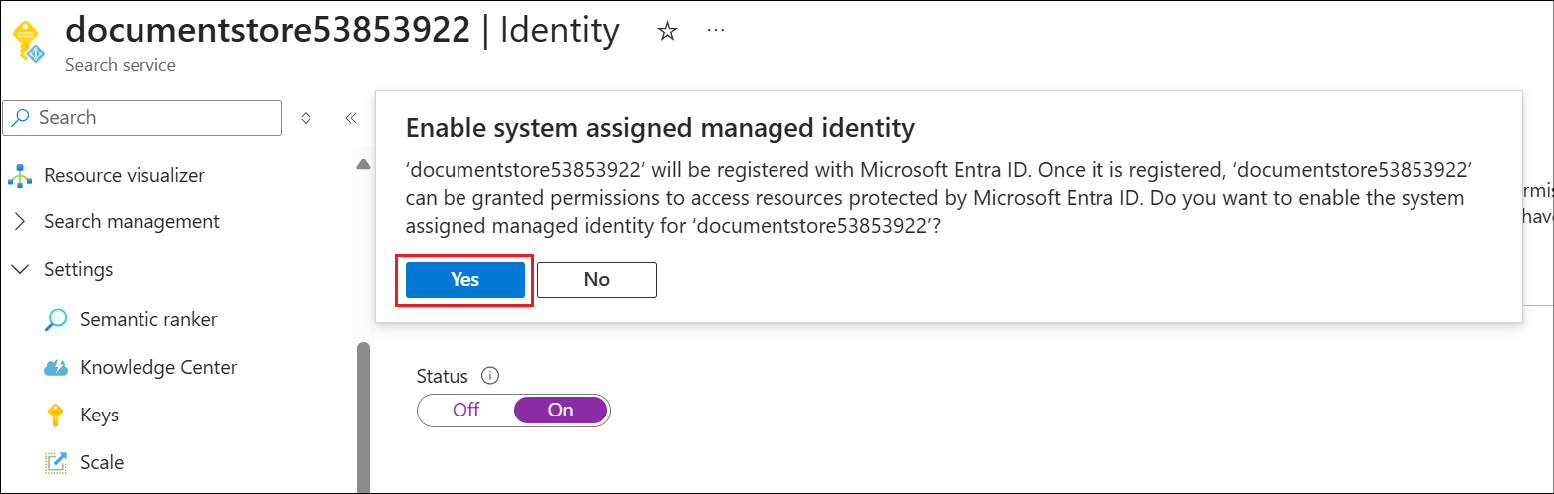 documentstore53853922 | Identity
Search service
Search
Resource visualizer
Search management
Settings
Semantic ranker
Knowledge Center
Keys
Scale
Enable system assigned managed identity
‘documentstore53853922’ will be registered with Microsoft Entra ID. Once it is registered, ‘documentstore53853922’
can be granted permissions to access resources protected by Microsoft Entra ID. Do you want to enable the system
assigned managed identity for ‘documentstore53853922’?
Yes No
Status
Off On